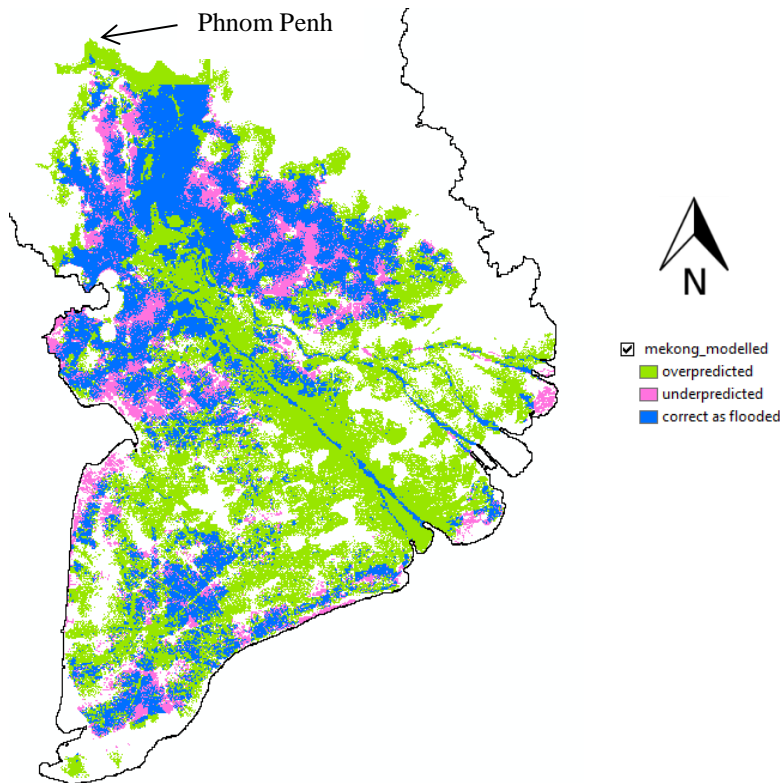 Phnom Penh
N
mekong_modelled
overpredicted
underpredicted
correct as flooded